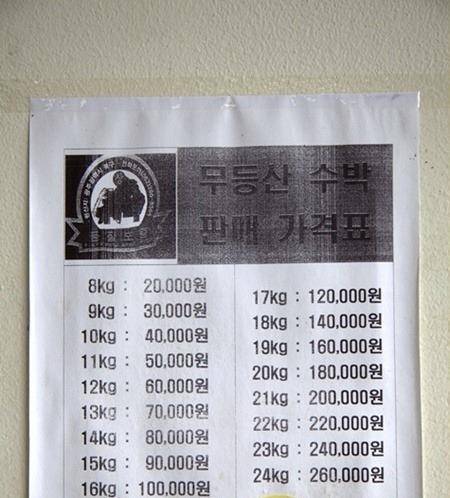 무등산 수박
판매 가격표
8kg : 20,000원
9kg : 30,000원
10kg : 40,000원
11kg : 50,000원
12kg : 60,000원
13kg : 70,000원
14kg : 80,000원
15kg : 90,000원
16kg : 100,000원
17kg : 120,000원
18kg : 140,000원
19kg : 160,000원
20kg : 180,000원
21kg : 200,000원
22kg : 220,000원
23kg : 240,000원
24kg : 260,000원